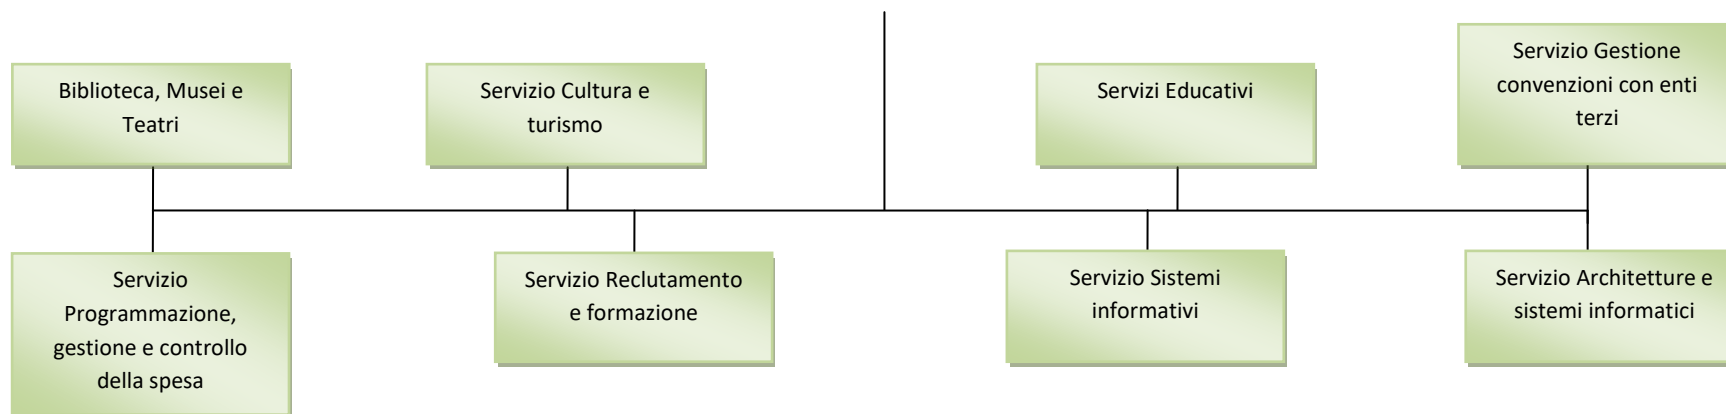 Biblioteca, Musei e
Teatri
Servizio Cultura e
turismo
Servizi Educativi
Servizio Gestione
convenzioni con enti
terzi
Servizio
Programmazione,
gestione e controllo
della spesa
Servizio Reclutamento
e formazione
Servizio Sistemi
informativi
Servizio Architetture e
sistemi informatici